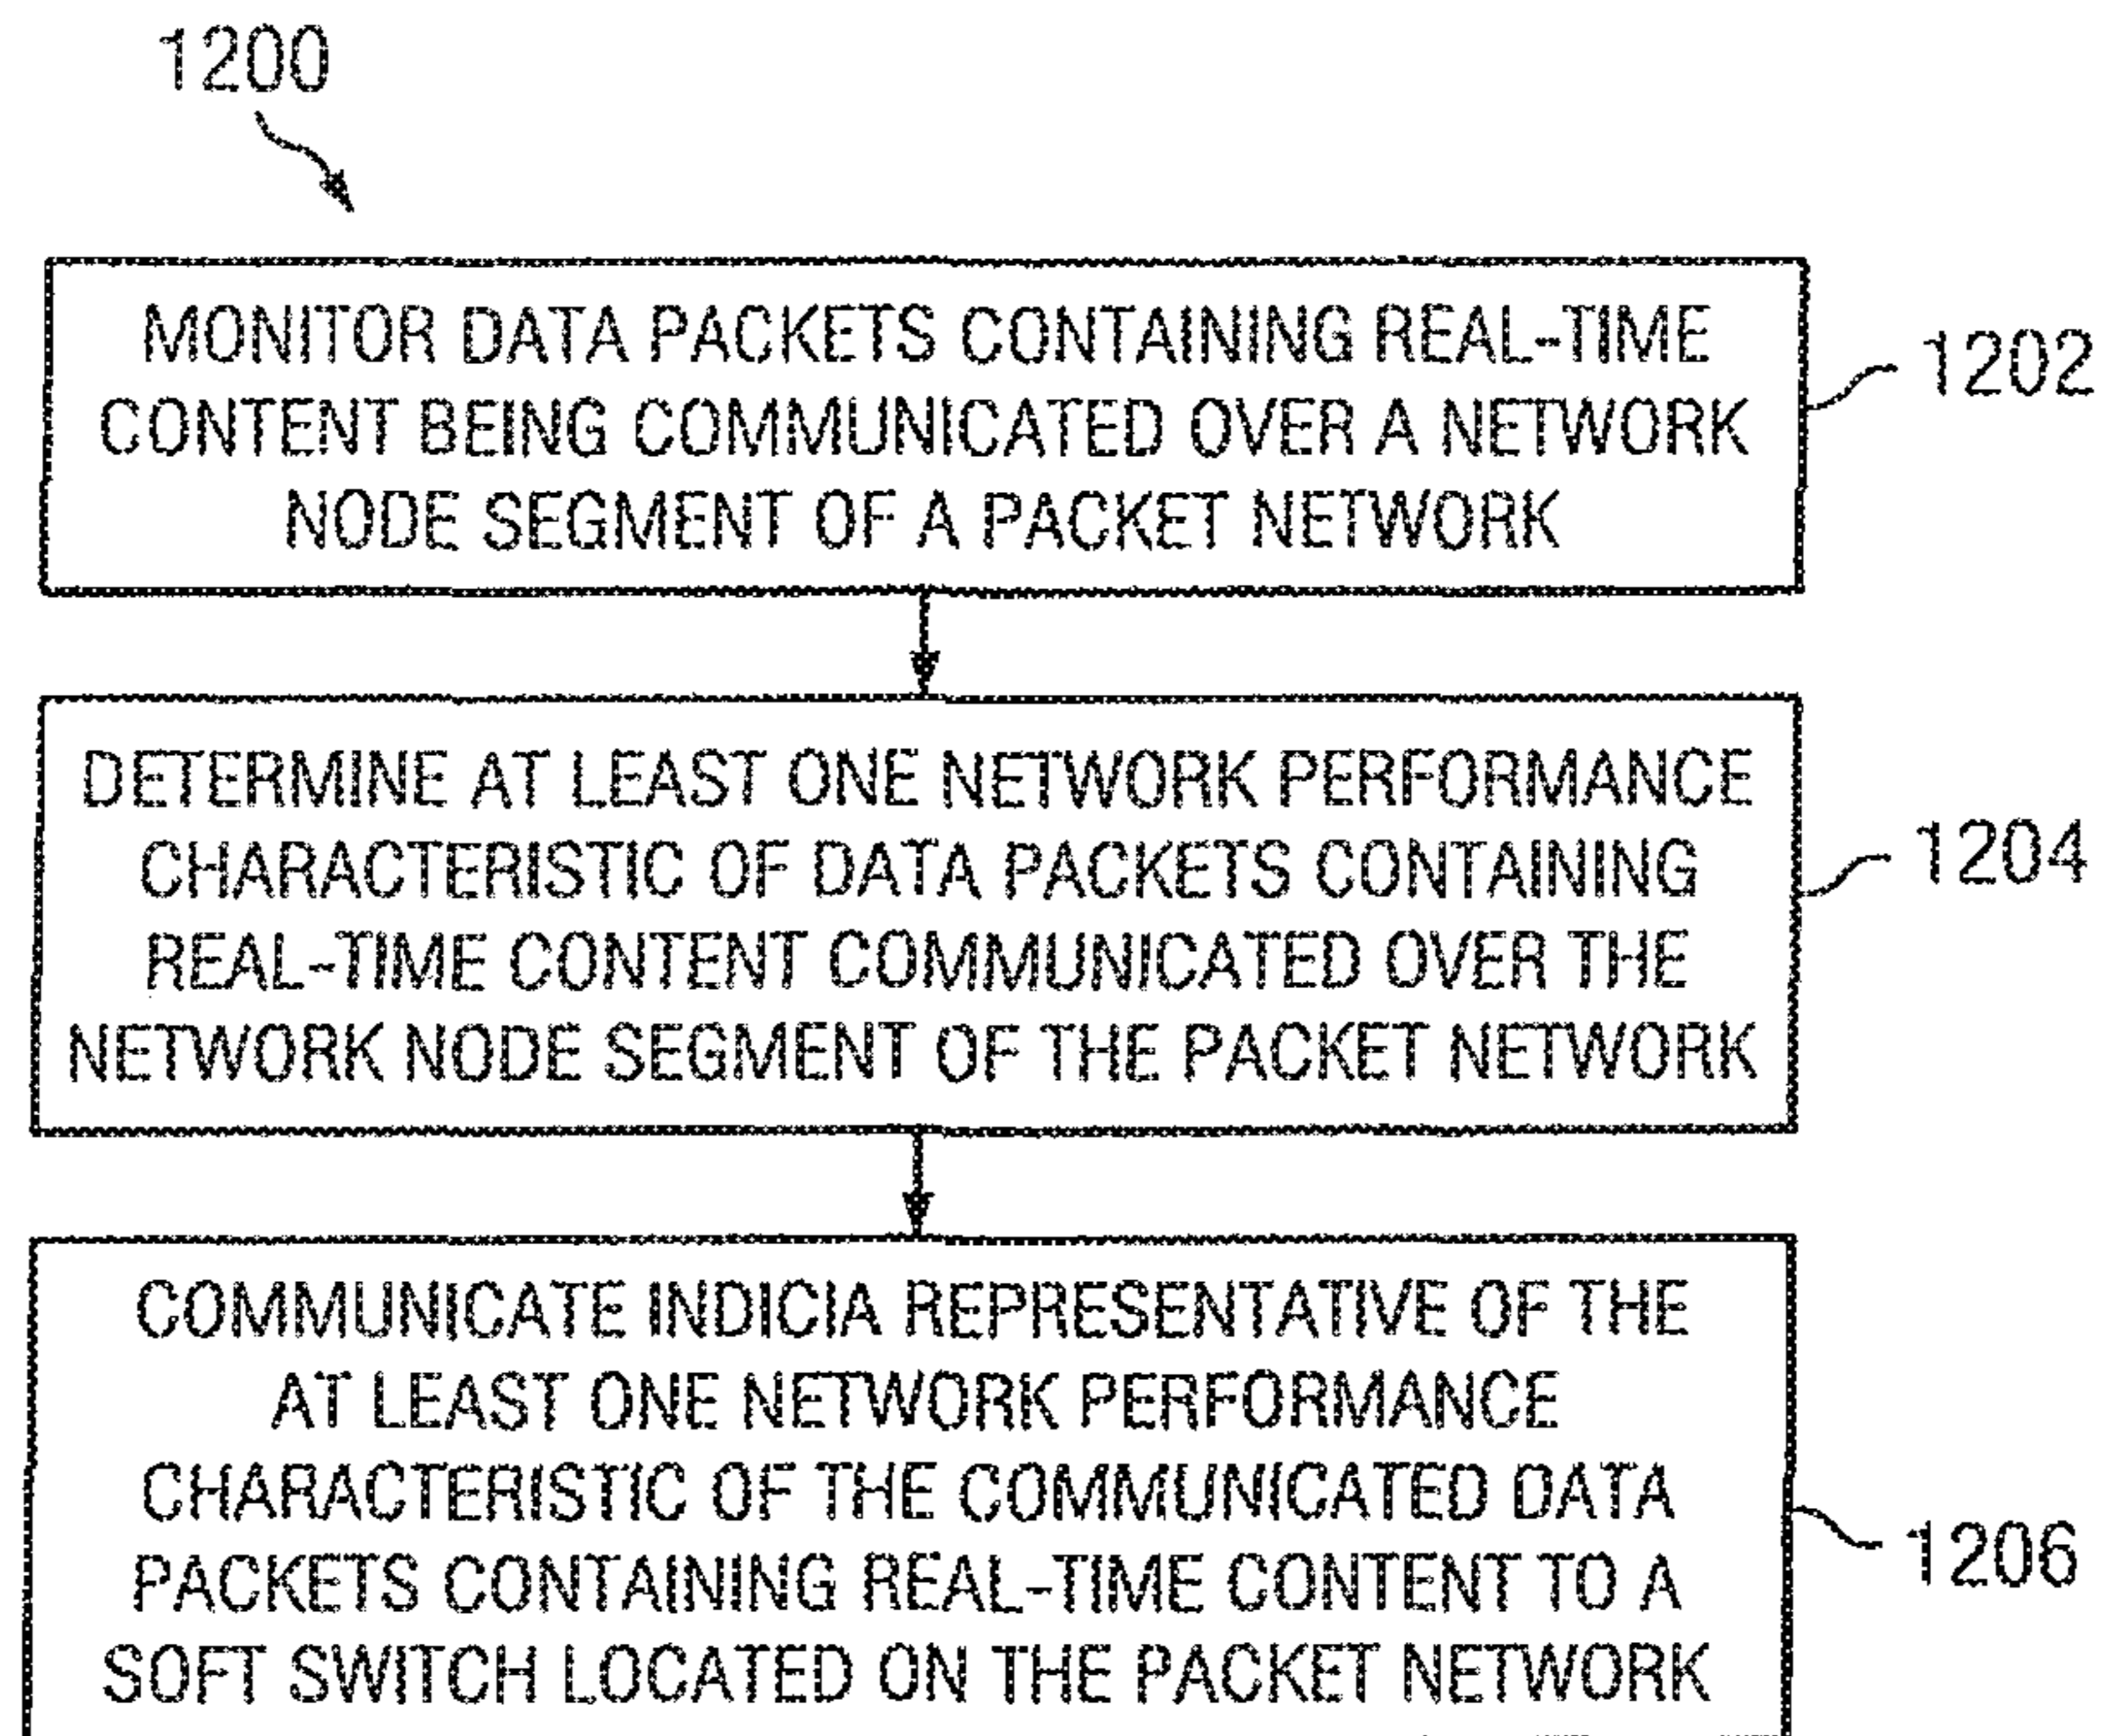 1200
MONITOR DATA PACKETS CONTAINING REAL-TIME
CONTENT BEING COMMUNICATED OVER A NETWORK
NODE SEGMENT OF A PACKET NETWORK
1202
DETERMINE AT LEAST ONE NETWORK PERFORMANCE
CHARACTERISTIC OF DATA PACKETS CONTAINING
REAL-TIME CONTENT COMMUNICATED OVER THE
NETWORK NODE SEGMENT OF THE PACKET NETWORK
1204
COMMUNICATE INDICIA REPRESENTATIVE OF THE
AT LEAST ONE NETWORK PERFORMANCE
CHARACTERISTIC OF THE COMMUNICATED DATA
PACKETS CONTAINING REAL-TIME CONTENT TO A
SOFT SWITCH LOCATED ON THE PACKET NETWORK
1206